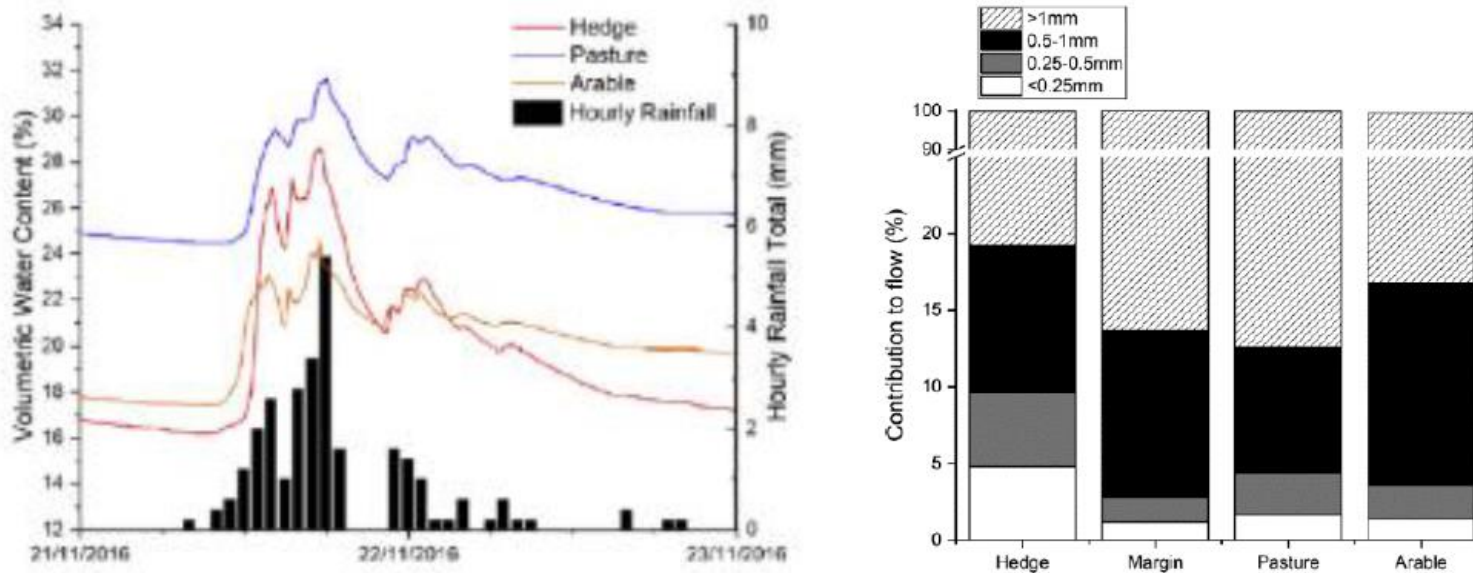 34
32
30
28
26
24
22
20
18
16
14
12
Volumetric Water Content (%)
Hedge
Pasture
Arable
Hourly Rainfall
10
8
6
4
2
0
Hourly Rainfall Total (mm)
21/11/2016
22/11/2016
23/11/2016
>1mm
0.5-1mm
0.25-0.5mm
<0.25mm
100
90
20
15
10
5
0
Contribution to flow (%)
Hedge
Margin
Pasture
Arable